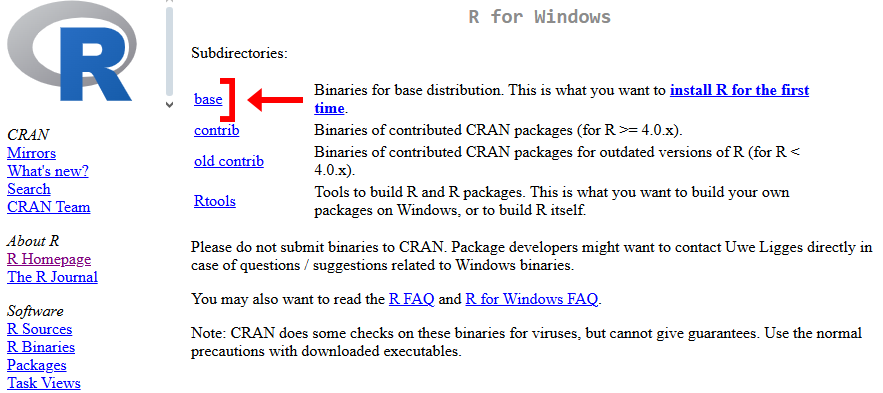 R
CRAN
Mirrors
What's new?
Search
CRAN Team
About R
R Homepage
The R Journal
Software
R Sources
R Binaries
Packages
Task Views
R for Windows
Subdirectories:
base
Binaries for base distribution. This is what you want to install R for the first
time.
contrib
Binaries of contributed CRAN packages (for R >= 4.0.x).
old contrib
Binaries of contributed CRAN packages for outdated versions of R (for R <
4.0.x).
Rtools
Tools to build R and R packages. This is what you want to build your own
packages on Windows, or to build R itself.
Please do not submit binaries to CRAN. Package developers might want to contact Uwe Ligges directly in
case of questions / suggestions related to Windows binaries.
You may also want to read the R FAQ and R for Windows FAQ.
Note: CRAN does some checks on these binaries for viruses, but cannot give guarantees. Use the normal
precautions with downloaded executables.